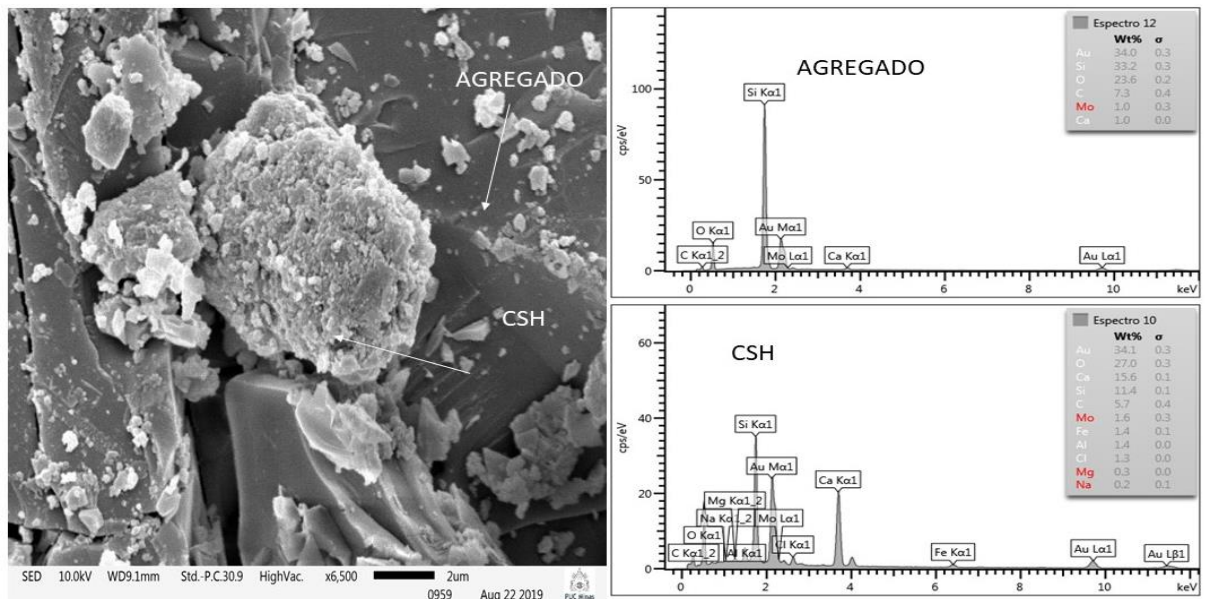 AGREGADO
CSH
SED 10.0kV WD9.1mm Std.-P.C.30.9 HighVac. x6,500 2um
0959 Aug 22 2019
PUC Minas
AGREGADO
Espectro 12
Wt% σ
Au 34.0 0.3
Si 33.2 0.3
O 23.6 0.2
C 7.3 0.4
Mo 1.0 0.3
Ca 1.0 0.0
cps/eV
100
50
0
Si Kα1
O Kα1
Au Mα1
C Kα1_2
Mo Lα1
Ca Kα1
Au Lα1
0 2 4 6 8 10 keV
CSH
Espectro 10
Wt% σ
Au 34.1 0.3
O 27.0 0.3
Ca 15.6 0.1
Si 11.4 0.1
C 5.7 0.4
Mo 1.6 0.3
Fe 1.4 0.1
Al 1.4 0.0
Cl 1.3 0.0
Mg 0.3 0.0
Na 0.2 0.1
cps/eV
60
40
20
0
Si Kα1
Au Mα1
Ca Kα1
Mg Kα1_2
Na Kα1_2
Mo Lα1
O Kα1
Cl Kα1
C Kα1_2
Al Kα1
Fe Kα1
Au Lα1
Au Lβ1
0 2 4 6 8 10 keV